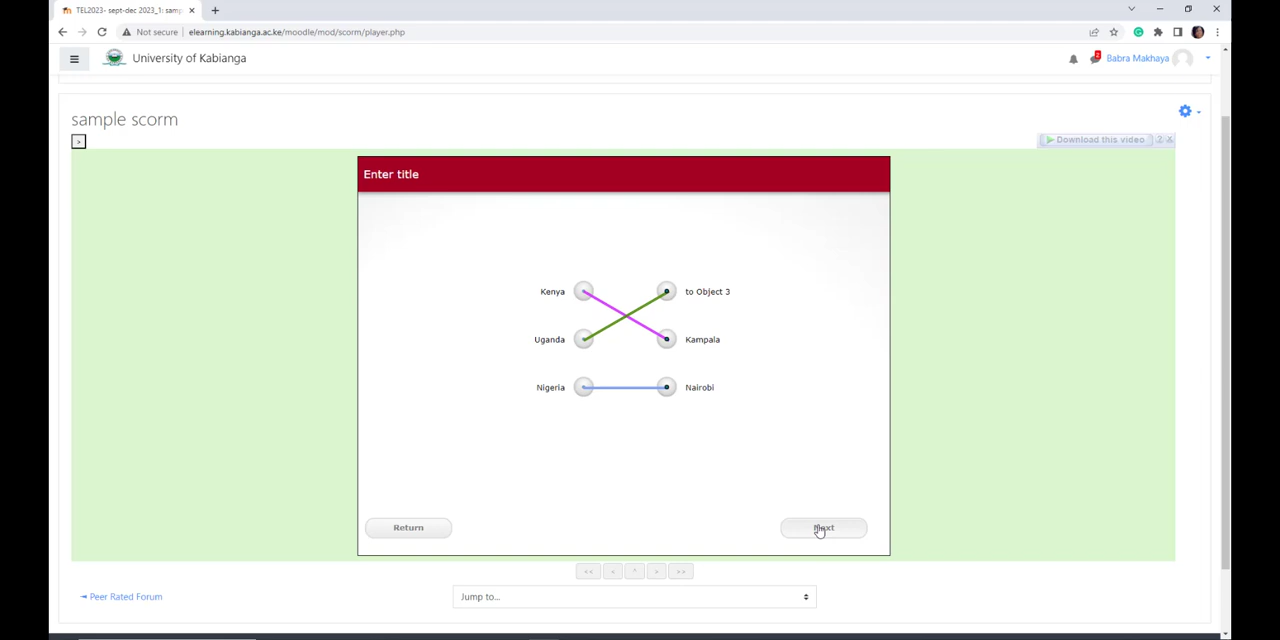 TEL2023- sept-dec 2023_1: samp
Not secure elearning.kabianga.ac.ke/moodle/mod/scorm/player.php
University of Kabianga
2
Babra Makhaya
sample scorm
>
Download this video ? X
Enter title
Kenya to Object 3
Uganda Kampala
Nigeria Nairobi
Return Next
<< < ^ > >>
◄ Peer Rated Forum
Jump to...